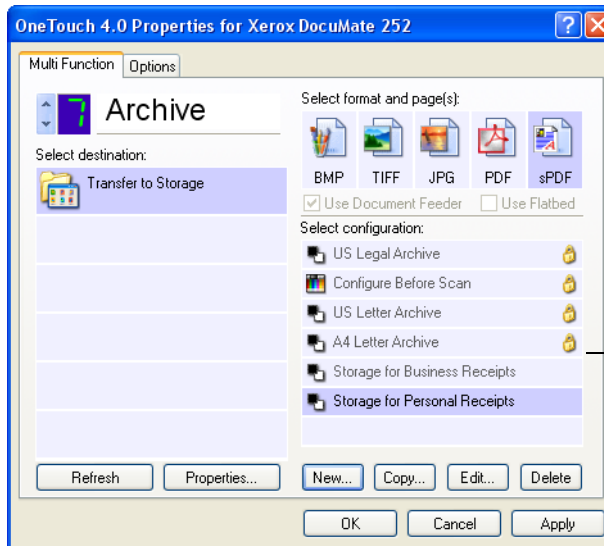 OneTouch 4.0 Properties for Xerox DocuMate 252
Multi Function
Options
7
Archive
Select destination:
Transfer to Storage
Refresh
Properties...
Select format and page(s):
BMP
TIFF
JPG
PDF
sPDF
Use Document Feeder
Use Flatbed
Select configuration:
US Legal Archive
Configure Before Scan
US Letter Archive
A4 Letter Archive
Storage for Business Receipts
Storage for Personal Receipts
New...
Copy...
Edit...
Delete
OK
Cancel
Apply